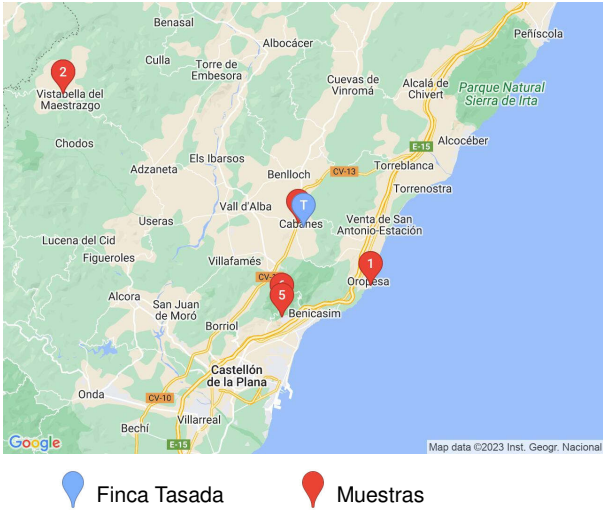 Peñíscola
Benasal
Albocácer
Culla
Torre de
Embesora
Cuevas de
Vinromá
Alcalá de
Chivert
Parque Natural
Sierra de Irta
2
Vistabella del
Maestrazgo
Chodos
E-15
Alcocéber
Els Ibarsos
Adzaneta
Benlloch
CV-13
Torreblanca
Torrenostra
Vall d'Alba
T
Cabanes
Useras
Venta de San
Antonio-Estación
Lucena del Cid
Figueroles
Villafamés
1
Oropesa
Alcora
San Juan
de Moró
5
Benicasim
Borriol
Castellón
de la Plana
Onda
CV-10
Villarreal
Bechí
E-15
Google
Map data ©2023 Inst. Geogr. Nacional
Finca Tasada
Muestras